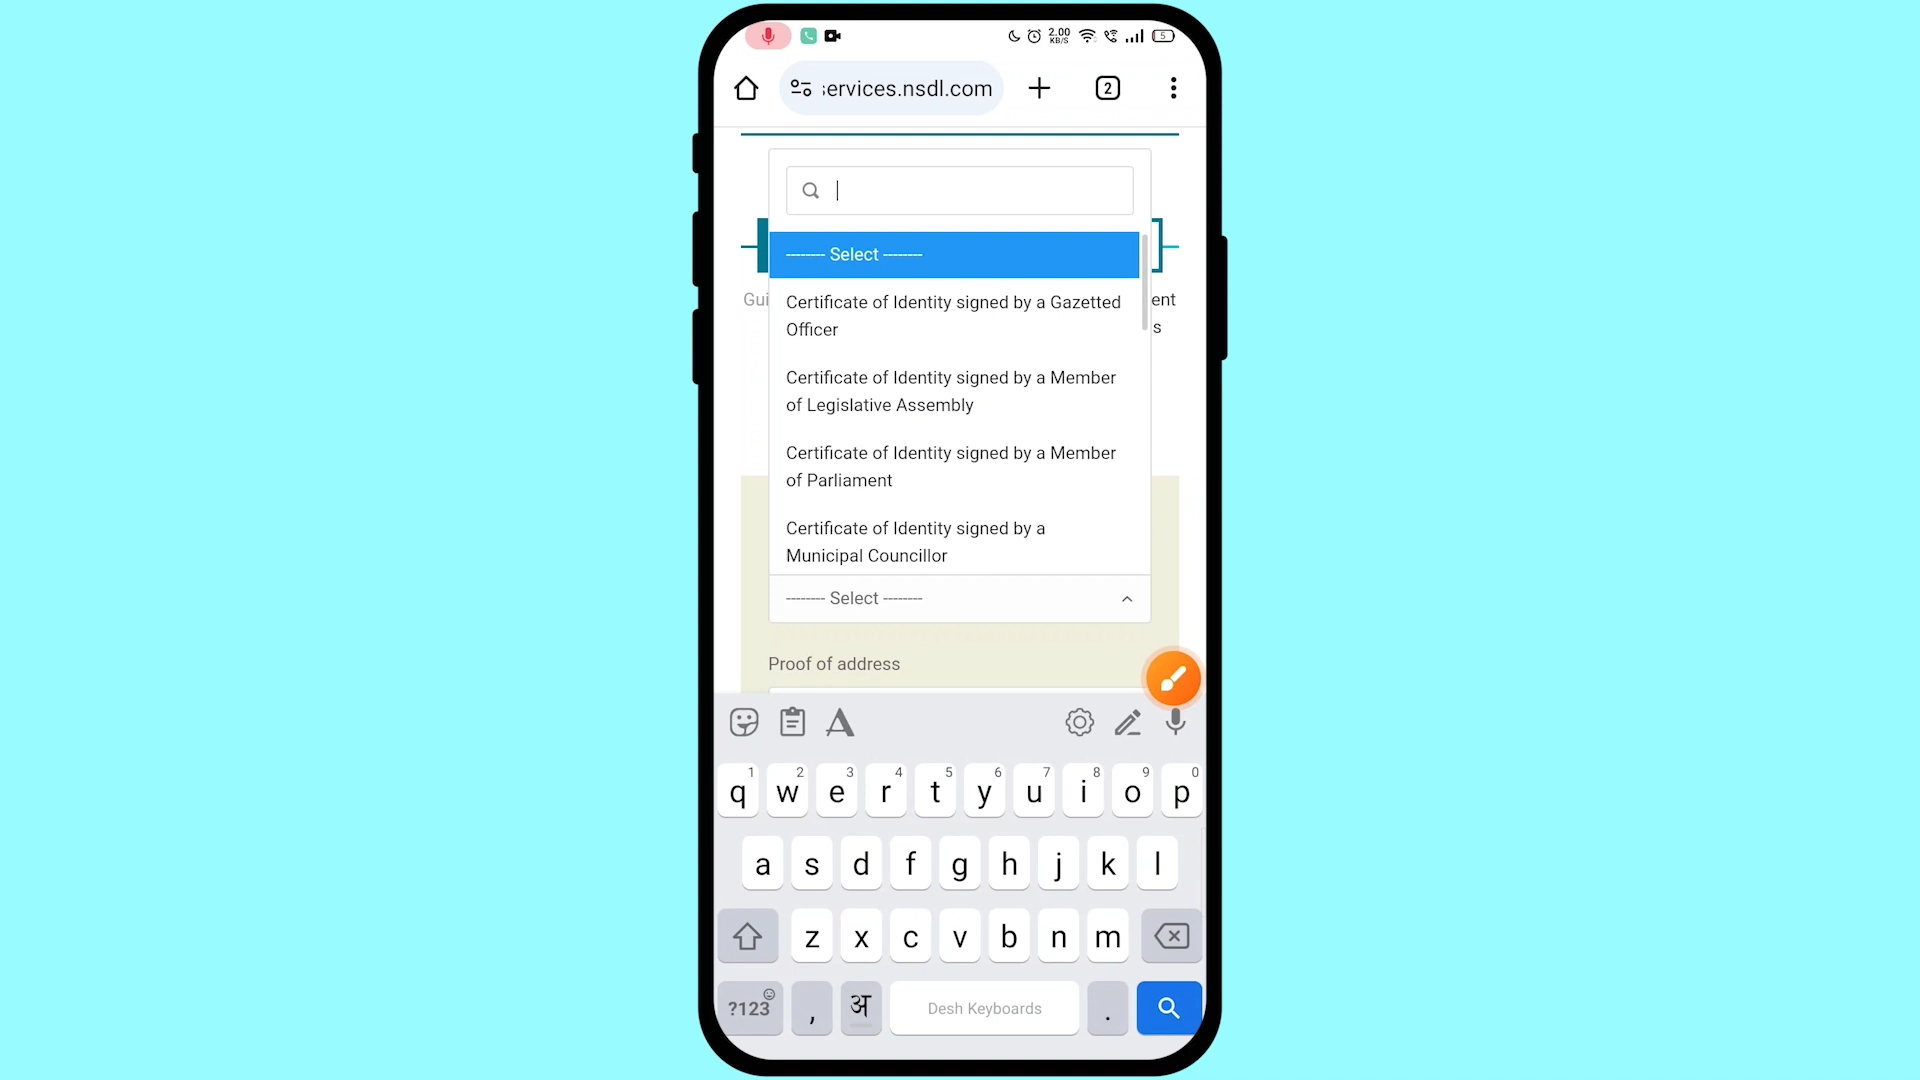 2.00
KB/S
5
services.nsdl.com
2
-------- Select --------
Certificate of Identity signed by a Gazetted
Officer
Certificate of Identity signed by a Member
of Legislative Assembly
Certificate of Identity signed by a Member
of Parliament
Certificate of Identity signed by a
Municipal Councillor
-------- Select --------
Gui
ent
s
Proof of address
A
1 2 3 4 5 6 7 8 9 0
q w e r t y u i o p
a s d f g h j k l
z x c v b n m
?123 , अ Desh Keyboards .